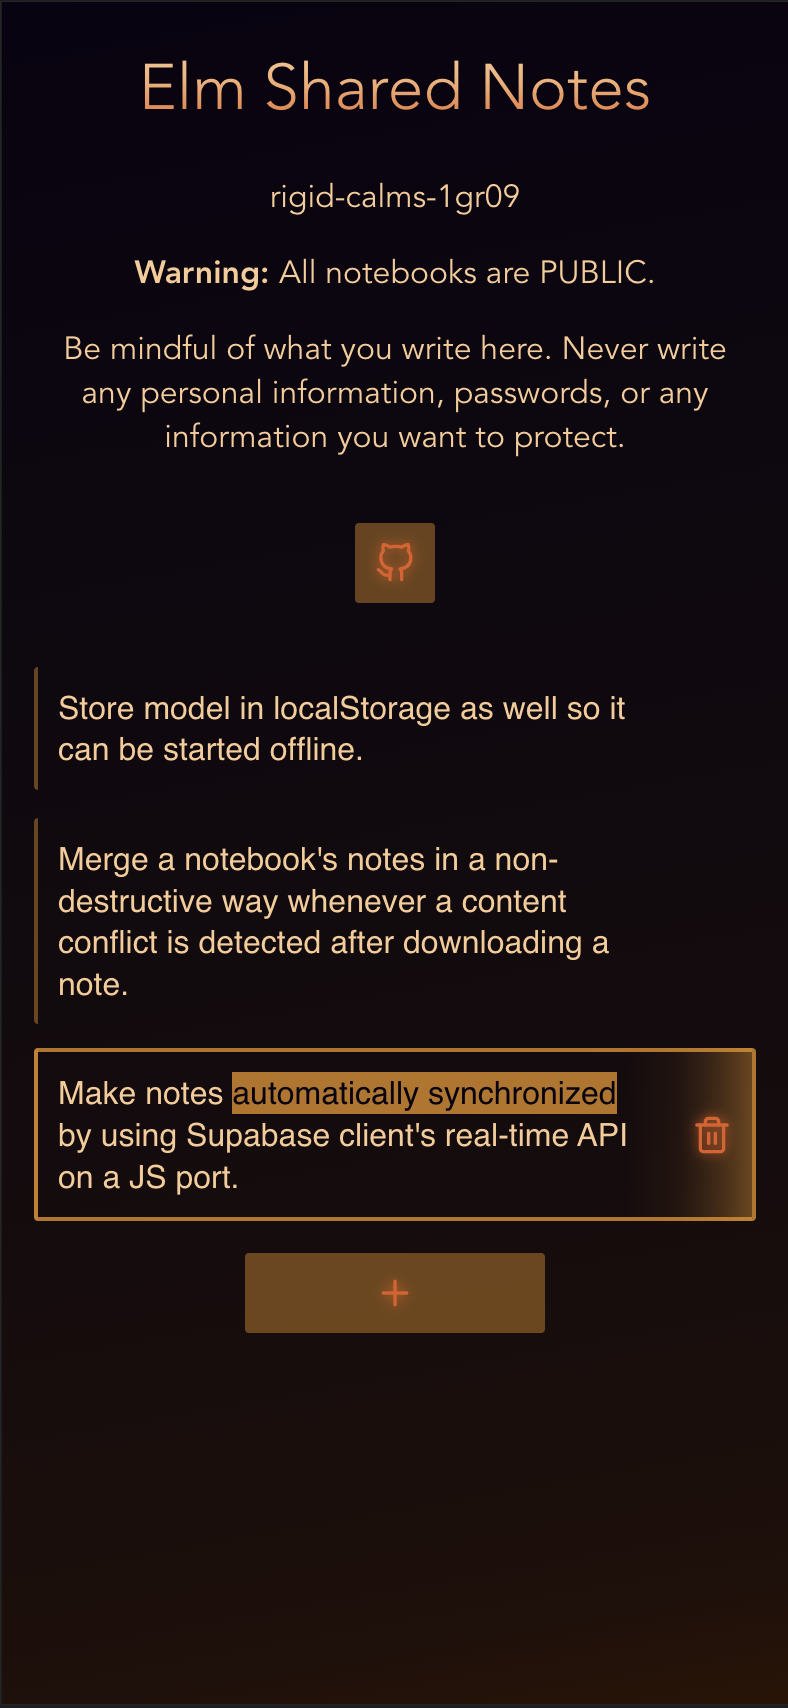 Elm Shared Notes
rigid-calms-1gr09
Warning: All notebooks are PUBLIC.
Be mindful of what you write here. Never write
any personal information, passwords, or any
information you want to protect.
Store model in localStorage as well so it
can be started offline.
Merge a notebook's notes in a non-
destructive way whenever a content
conflict is detected after downloading a
note.
Make notes automatically synchronized
by using Supabase client's real-time API
on a JS port.